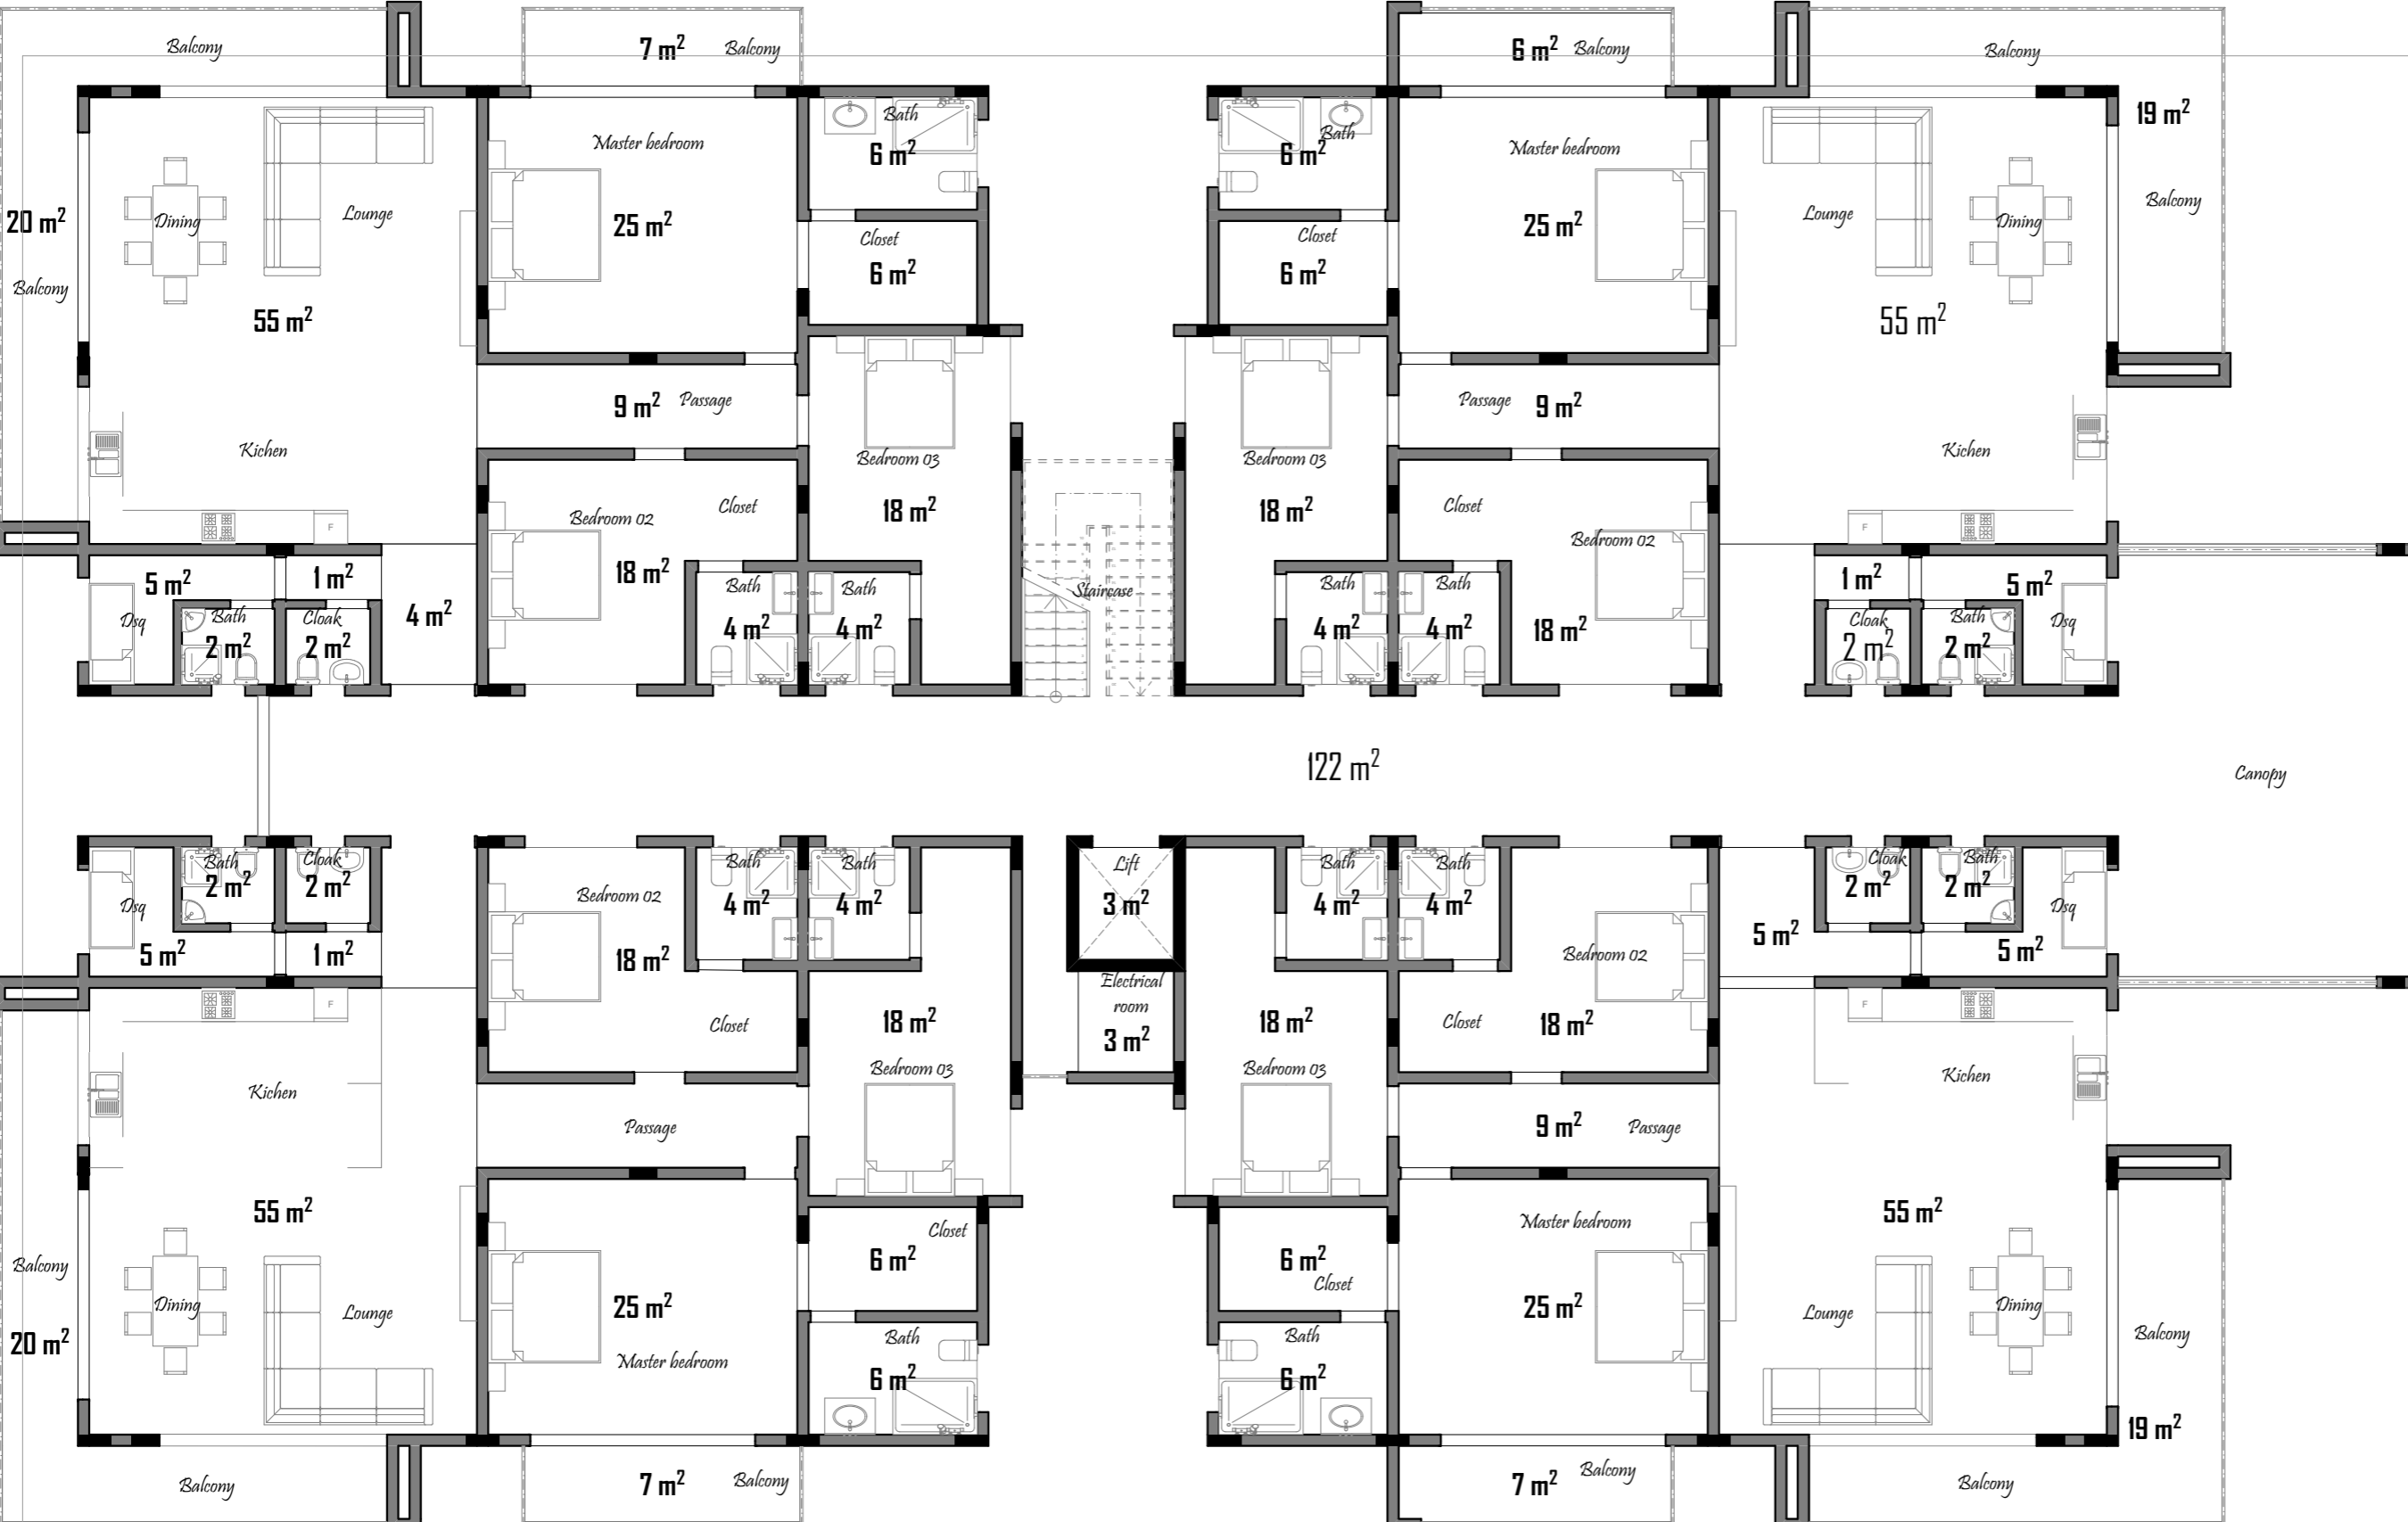 Balcony
7 m²
Balcony
6 m²
Balcony
Balcony
Bath
6 m²
Master bedroom
Bath
6 m²
Master bedroom
19 m²
20 m²
Dining
Lounge
25 m²
Closet
6 m²
Closet
6 m²
25 m²
Lounge
Dining
Balcony
Balcony
55 m²
55 m²
9 m²
Passage
Passage
9 m²
Kichen
Bedroom 03
Bedroom 03
Kichen
Bedroom 02
Closet
18 m²
18 m²
Closet
Bedroom 02
5 m²
1 m²
18 m²
Bath
Bath
Staircase
Bath
Bath
1 m²
5 m²
Dsq
Bath
2 m²
Cloak
2 m²
4 m²
4 m²
4 m²
4 m²
4 m²
18 m²
Cloak
2 m²
Bath
2 m²
Dsq
122 m²
Canopy
Bath
2 m²
Cloak
2 m²
Bath
Bath
Lift
Bath
Bath
Cloak
2 m²
Bath
2 m²
Dsq
Bedroom 02
4 m²
4 m²
3 m²
4 m²
4 m²
Dsq
5 m²
1 m²
18 m²
Bedroom 02
5 m²
5 m²
Electrical
room
3 m²
Closet
18 m²
18 m²
Closet
18 m²
Kichen
Bedroom 03
Bedroom 03
Kichen
Passage
9 m²
Passage
55 m²
Closet
6 m²
6 m²
Closet
Master bedroom
55 m²
Balcony
Dining
Lounge
25 m²
25 m²
Lounge
Dining
20 m²
Master bedroom
Bath
6 m²
Bath
6 m²
Balcony
19 m²
Balcony
7 m²
Balcony
7 m²
Balcony
Balcony
F
F
F
F